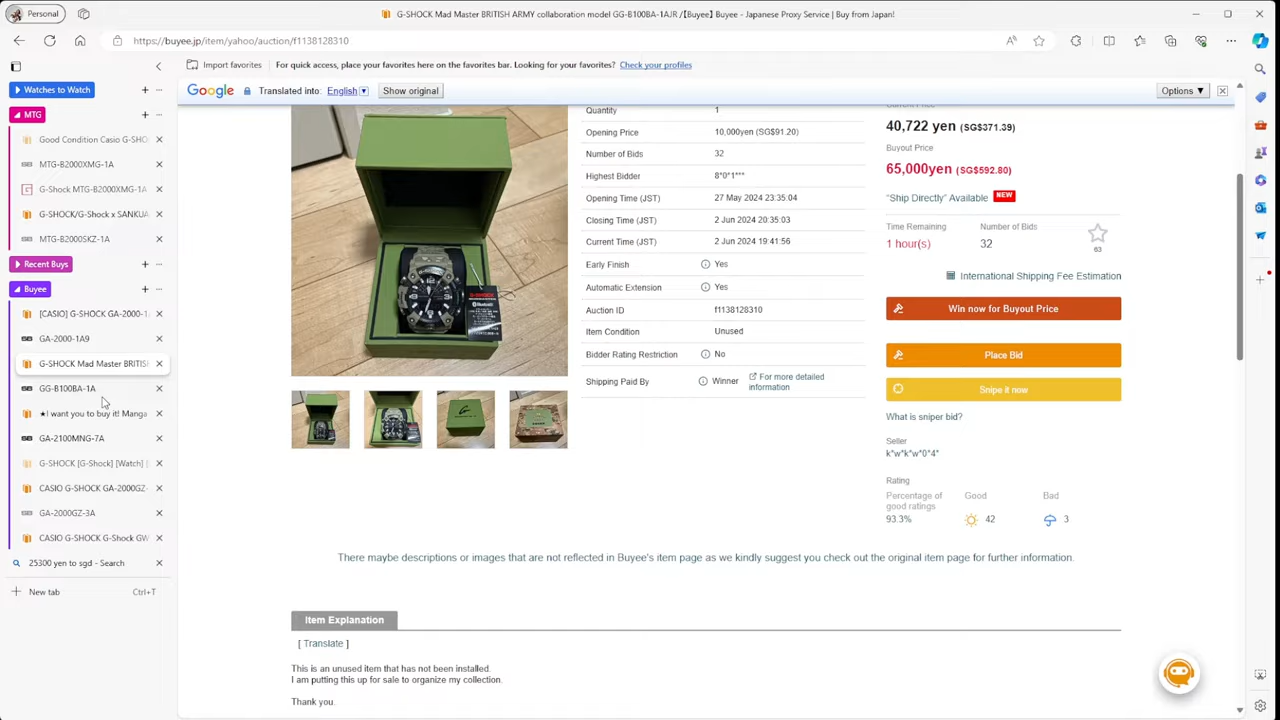 Personal
G-SHOCK Mad Master BRITISH ARMY collaboration model GG-B100BA-1AJR /【Buyee】 Buyee - Japanese Proxy Service | Buy from Japan!
https://buyee.jp/item/yahoo/auction/f1138128310
Import favorites
For quick access, place your favorites here on the favorites bar. Looking for your favorites? Check your profiles
Watches to Watch
MTG
Good Condition Casio G-SHO
MTG-B2000XMG-1A
G-Shock MTG-B2000XMG-1A
G-SHOCK/G-Shock x SANKUA
MTG-B2000SKZ-1A
Recent Buys
Buyee
[CASIO] G-SHOCK GA-2000-1
GA-2000-1A9
G-SHOCK Mad Master BRITISH
GG-B100BA-1A
★I want you to buy it! Manga
GA-2100MNG-7A
G-SHOCK [G-Shock] [Watch]
CASIO G-SHOCK GA-2000GZ-
GA-2000GZ-3A
CASIO G-SHOCK G-Shock GW
25300 yen to sgd - Search
New tab
Ctrl+T
Google
Translated into: English
Show original
Options ▼
Quantity
1
Opening Price
10,000yen (SG$91.20)
Number of Bids
32
Highest Bidder
8*0*1***
Opening Time (JST)
27 May 2024 23:35:04
Closing Time (JST)
2 Jun 2024 20:35:03
Current Time (JST)
2 Jun 2024 19:41:56
Early Finish
Yes
Automatic Extension
Yes
Auction ID
f1138128310
Item Condition
Unused
Bidder Rating Restriction
No
Shipping Paid By
Winner
For more detailed
information
Current Price
40,722 yen (SG$371.39)
Buyout Price
65,000yen (SG$592.80)
"Ship Directly" Available NEW
Time Remaining
Number of Bids
1 hour(s)
32
63
International Shipping Fee Estimation
Win now for Buyout Price
Place Bid
Snipe it now
What is sniper bid?
Seller
k*w*k*w*0*4*
Rating
Percentage of
good ratings
Good
Bad
93.3%
42
3
There maybe descriptions or images that are not reflected in Buyee's item page as we kindly suggest you check out the original item page for further information.
Item Explanation
[ Translate ]
This is an unused item that has not been installed.
I am putting this up for sale to organize my collection.
Thank you.